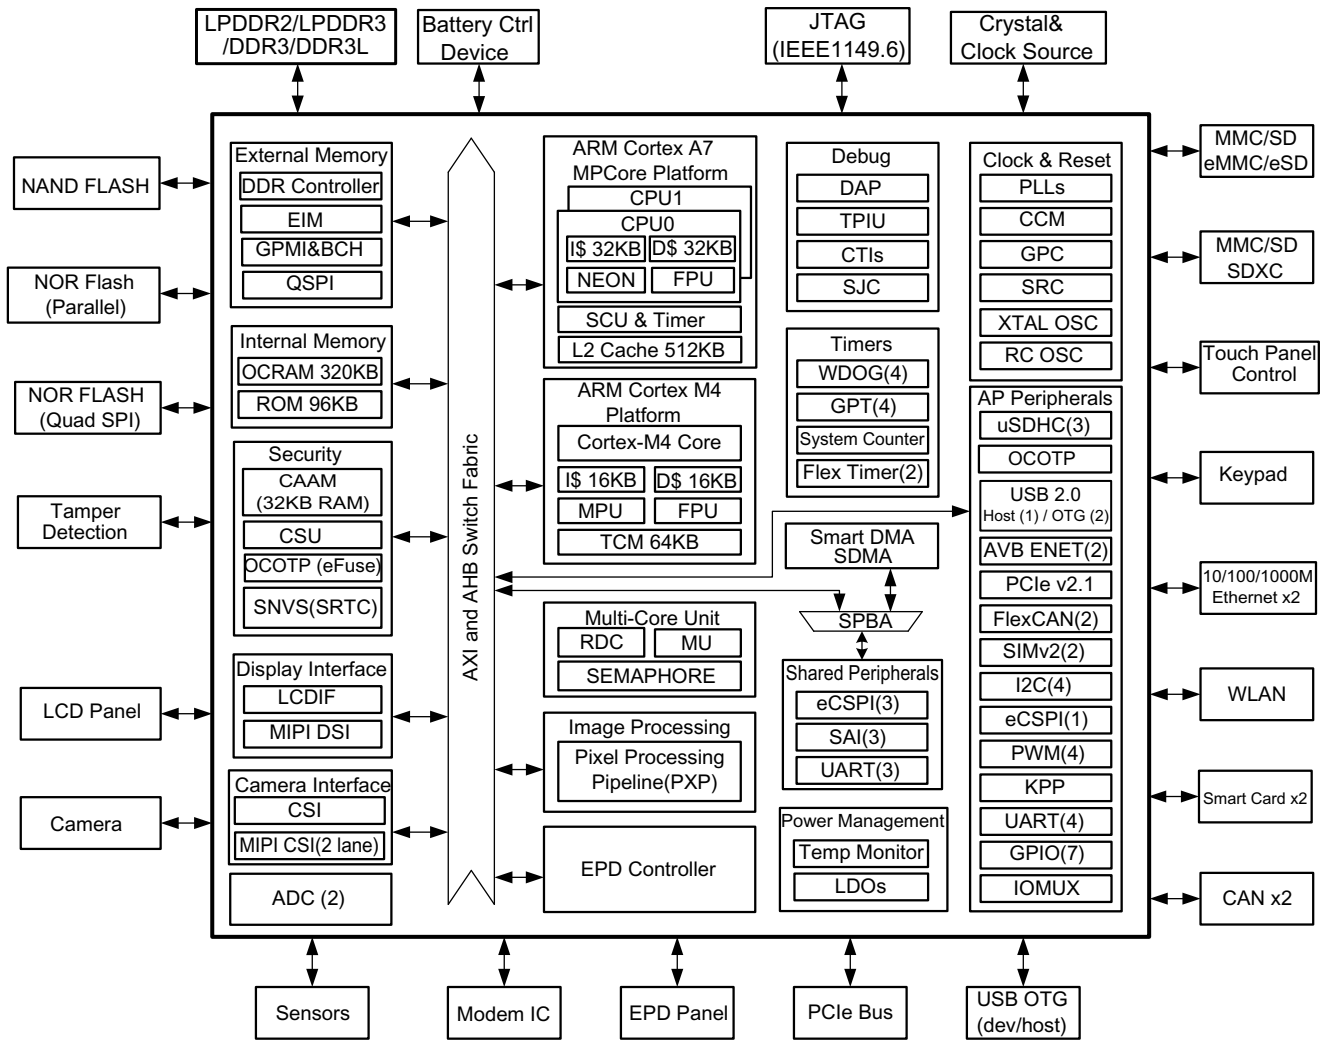 LPDDR2/LPDDR3
/DDR3/DDR3L
Battery Ctrl
Device
JTAG
(IEEE1149.6)
Crystal&
Clock Source
NAND FLASH
NOR Flash
(Parallel)
NOR FLASH
(Quad SPI)
Tamper
Detection
LCD Panel
Camera
External Memory
DDR Controller
EIM
GPMI&BCH
QSPI
Internal Memory
OCRAM 320KB
ROM 96KB
Security
CAAM
(32KB RAM)
CSU
OCOTP (eFuse)
SNVS(SRTC)
Display Interface
LCDIF
MIPI DSI
Camera Interface
CSI
MIPI CSI(2 lane)
ADC (2)
AXI and AHB Switch Fabric
ARM Cortex A7
MPCore Platform
CPU1
CPU0
I$ 32KB
D$ 32KB
NEON
FPU
SCU & Timer
L2 Cache 512KB
ARM Cortex M4
Platform
Cortex-M4 Core
I$ 16KB
D$ 16KB
MPU
FPU
TCM 64KB
Multi-Core Unit
RDC
MU
SEMAPHORE
Image Processing
Pixel Processing
Pipeline(PXP)
EPD Controller
Debug
DAP
TPIU
CTIs
SJC
Timers
WDOG(4)
GPT(4)
System Counter
Flex Timer(2)
Smart DMA
SDMA
SPBA
Shared Peripherals
eCSPI(3)
SAI(3)
UART(3)
Power Management
Temp Monitor
LDOs
Clock & Reset
PLLs
CCM
GPC
SRC
XTAL OSC
RC OSC
AP Peripherals
uSDHC(3)
OCOTP
USB 2.0
Host (1) / OTG (2)
AVB ENET(2)
PCIe v2.1
FlexCAN(2)
SIMv2(2)
I2C(4)
eCSPI(1)
PWM(4)
KPP
UART(4)
GPIO(7)
IOMUX
MMC/SD
eMMC/eSD
MMC/SD
SDXC
Touch Panel
Control
Keypad
10/100/1000M
Ethernet x2
WLAN
Smart Card x2
CAN x2
Sensors
Modem IC
EPD Panel
PCIe Bus
USB OTG
(dev/host)